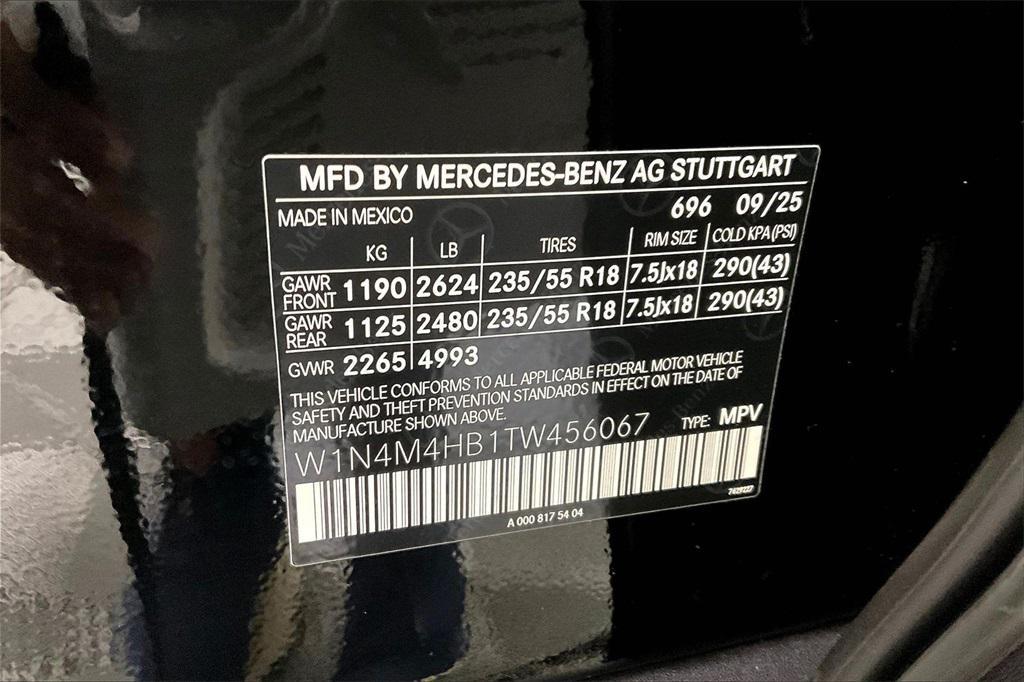 MFD BY MERCEDES-BENZ AG STUTTGART
MADE IN MEXICO 696 09/25
KG LB TIRES RIM SIZE COLD KPA(PSI)
GAWR FRONT 1190 2624 235/55 R18 7.5Jx18 290(43)
GAWR REAR 1125 2480 235/55 R18 7.5Jx18 290(43)
GVWR 2265 4993
THIS VEHICLE CONFORMS TO ALL APPLICABLE FEDERAL MOTOR VEHICLE
SAFETY AND THEFT PREVENTION STANDARDS IN EFFECT ON THE DATE OF
MANUFACTURE SHOWN ABOVE.
W1N4M4HB1TW456067 TYPE: MPV
A 000 817 54 04